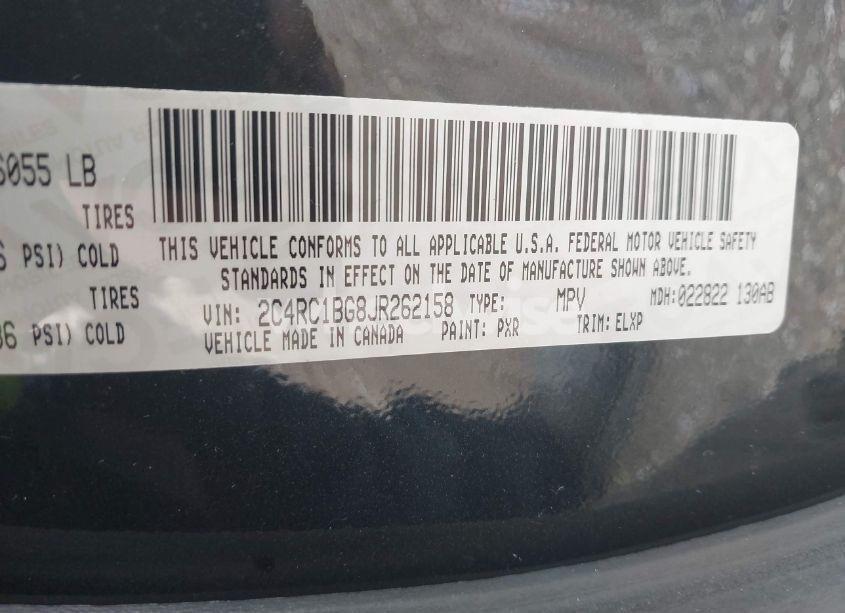 6055 LB
TIRES
PSI) COLD
TIRES
36 PSI) COLD
THIS VEHICLE CONFORMS TO ALL APPLICABLE U.S.A. FEDERAL MOTOR VEHICLE SAFETY
STANDARDS IN EFFECT ON THE DATE OF MANUFACTURE SHOWN ABOVE.
VIN: 2C4RC1BG8JR262158 TYPE: MPV MDH:022822 130AB
VEHICLE MADE IN CANADA PAINT: PXR TRIM: ELXP